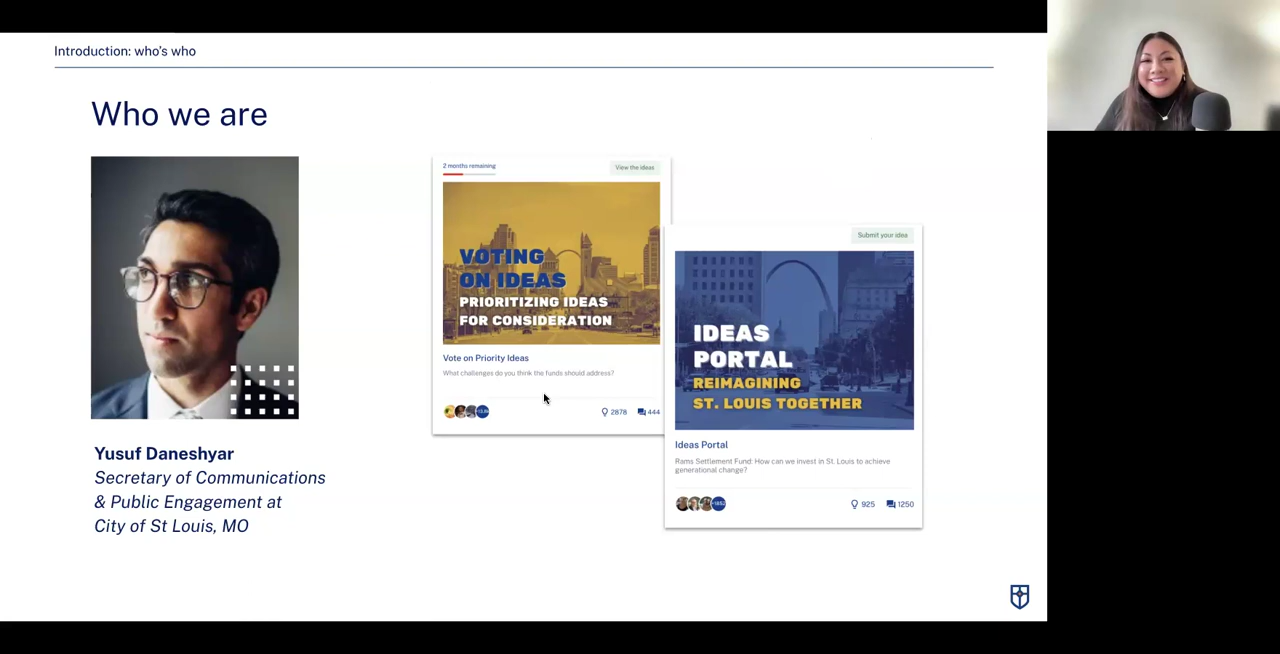 Introduction: who's who
Who we are
Yusuf Daneshyar
Secretary of Communications
& Public Engagement at
City of St Louis, MO
2 months remaining
View the ideas
VOTING
ON IDEAS
PRIORITIZING IDEAS
FOR CONSIDERATION
Vote on Priority Ideas
What challenges do you think the funds should address?
2878
444
Submit your idea
IDEAS
PORTAL
REIMAGINING
ST. LOUIS TOGETHER
Ideas Portal
Rams Settlement Fund: How can we invest in St. Louis to achieve
generational change?
925
1250